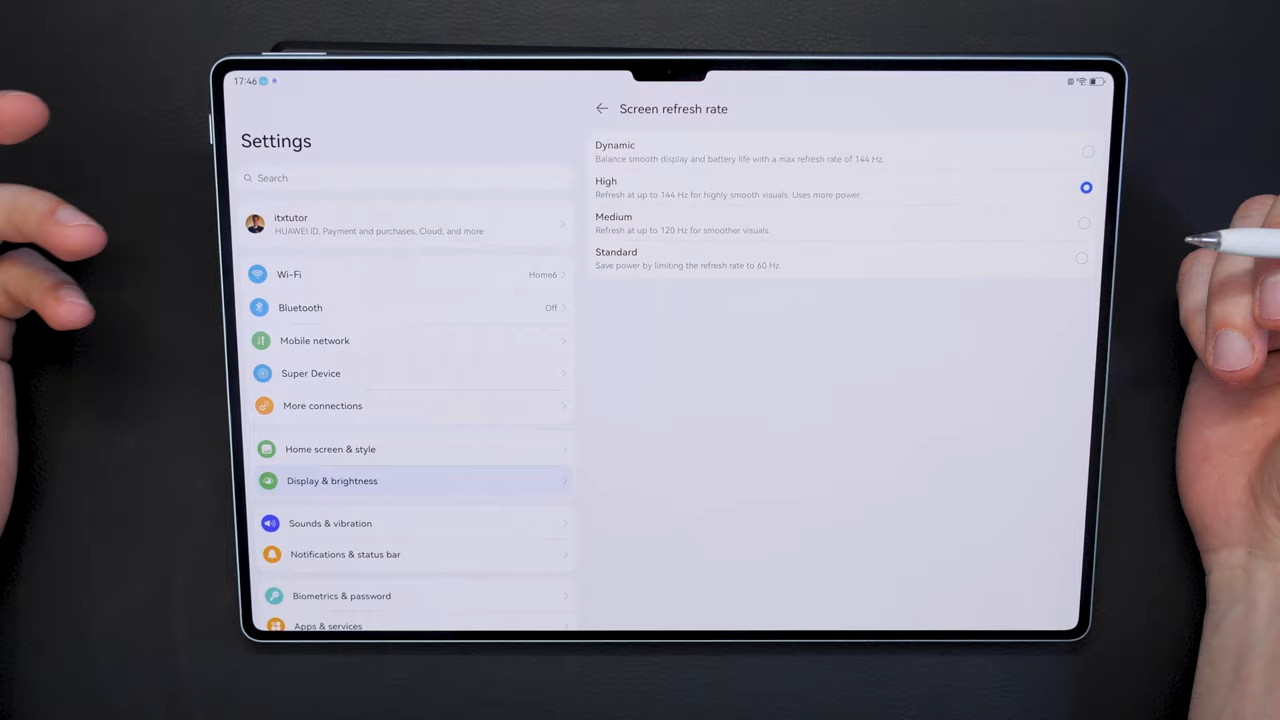 17:46
Settings
Search
itxtutor
HUAWEI ID, Payment and purchases, Cloud, and more
Wi-Fi
Home6
Bluetooth
Off
Mobile network
Super Device
More connections
Home screen & style
Display & brightness
Sounds & vibration
Notifications & status bar
Biometrics & password
Apps & services
Screen refresh rate
Dynamic
Balance smooth display and battery life with a max refresh rate of 144 Hz.
High
Refresh at up to 144 Hz for highly smooth visuals. Uses more power.
Medium
Refresh at up to 120 Hz for smoother visuals.
Standard
Save power by limiting the refresh rate to 60 Hz.